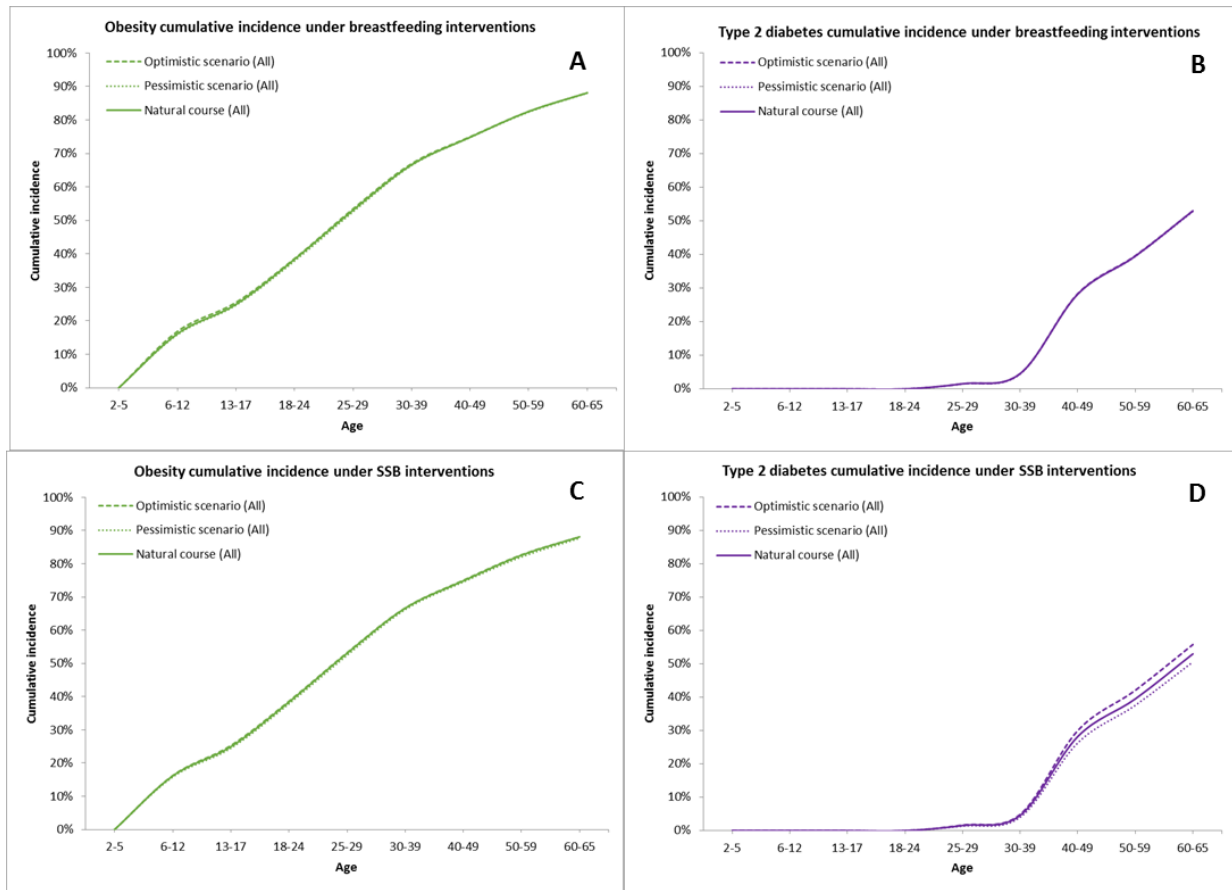 Obesity cumulative incidence under breastfeeding interventions
A
Optimistic scenario (All)
Pessimistic scenario (All)
Natural course (All)
100%
90%
80%
70%
60%
50%
40%
30%
20%
10%
0%
Cumulative incidence
2-5 6-12 13-17 18-24 25-29 30-39 40-49 50-59 60-65
Age
Type 2 diabetes cumulative incidence under breastfeeding interventions
B
Optimistic scenario (All)
Pessimistic scenario (All)
Natural course (All)
100%
90%
80%
70%
60%
50%
40%
30%
20%
10%
0%
Cumulative incidence
2-5 6-12 13-17 18-24 25-29 30-39 40-49 50-59 60-65
Age
Obesity cumulative incidence under SSB interventions
C
Optimistic scenario (All)
Pessimistic scenario (All)
Natural course (All)
100%
90%
80%
70%
60%
50%
40%
30%
20%
10%
0%
Cumulative incidence
2-5 6-12 13-17 18-24 25-29 30-39 40-49 50-59 60-65
Age
Type 2 diabetes cumulative incidence under SSB interventions
D
Optimistic scenario (All)
Pessimistic scenario (All)
Natural course (All)
100%
90%
80%
70%
60%
50%
40%
30%
20%
10%
0%
Cumulative incidence
2-5 6-12 13-17 18-24 25-29 30-39 40-49 50-59 60-65
Age